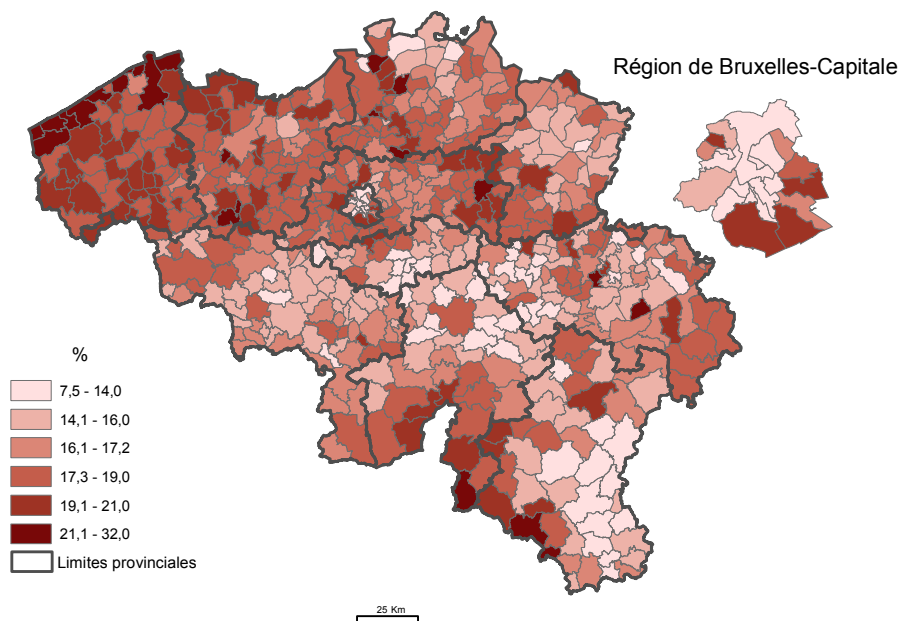 Région de Bruxelles-Capitale
%
7,5 - 14,0
14,1 - 16,0
16,1 - 17,2
17,3 - 19,0
19,1 - 21,0
21,1 - 32,0
Limites provinciales
25 Km